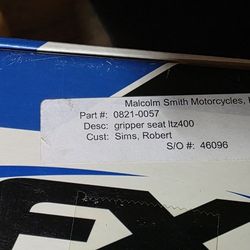 Malcolm Smith Motorcycles,
Part #: 0821-0057
Desc: gripper seat ltz400
Cust: Sims, Robert
S/O #: 46096